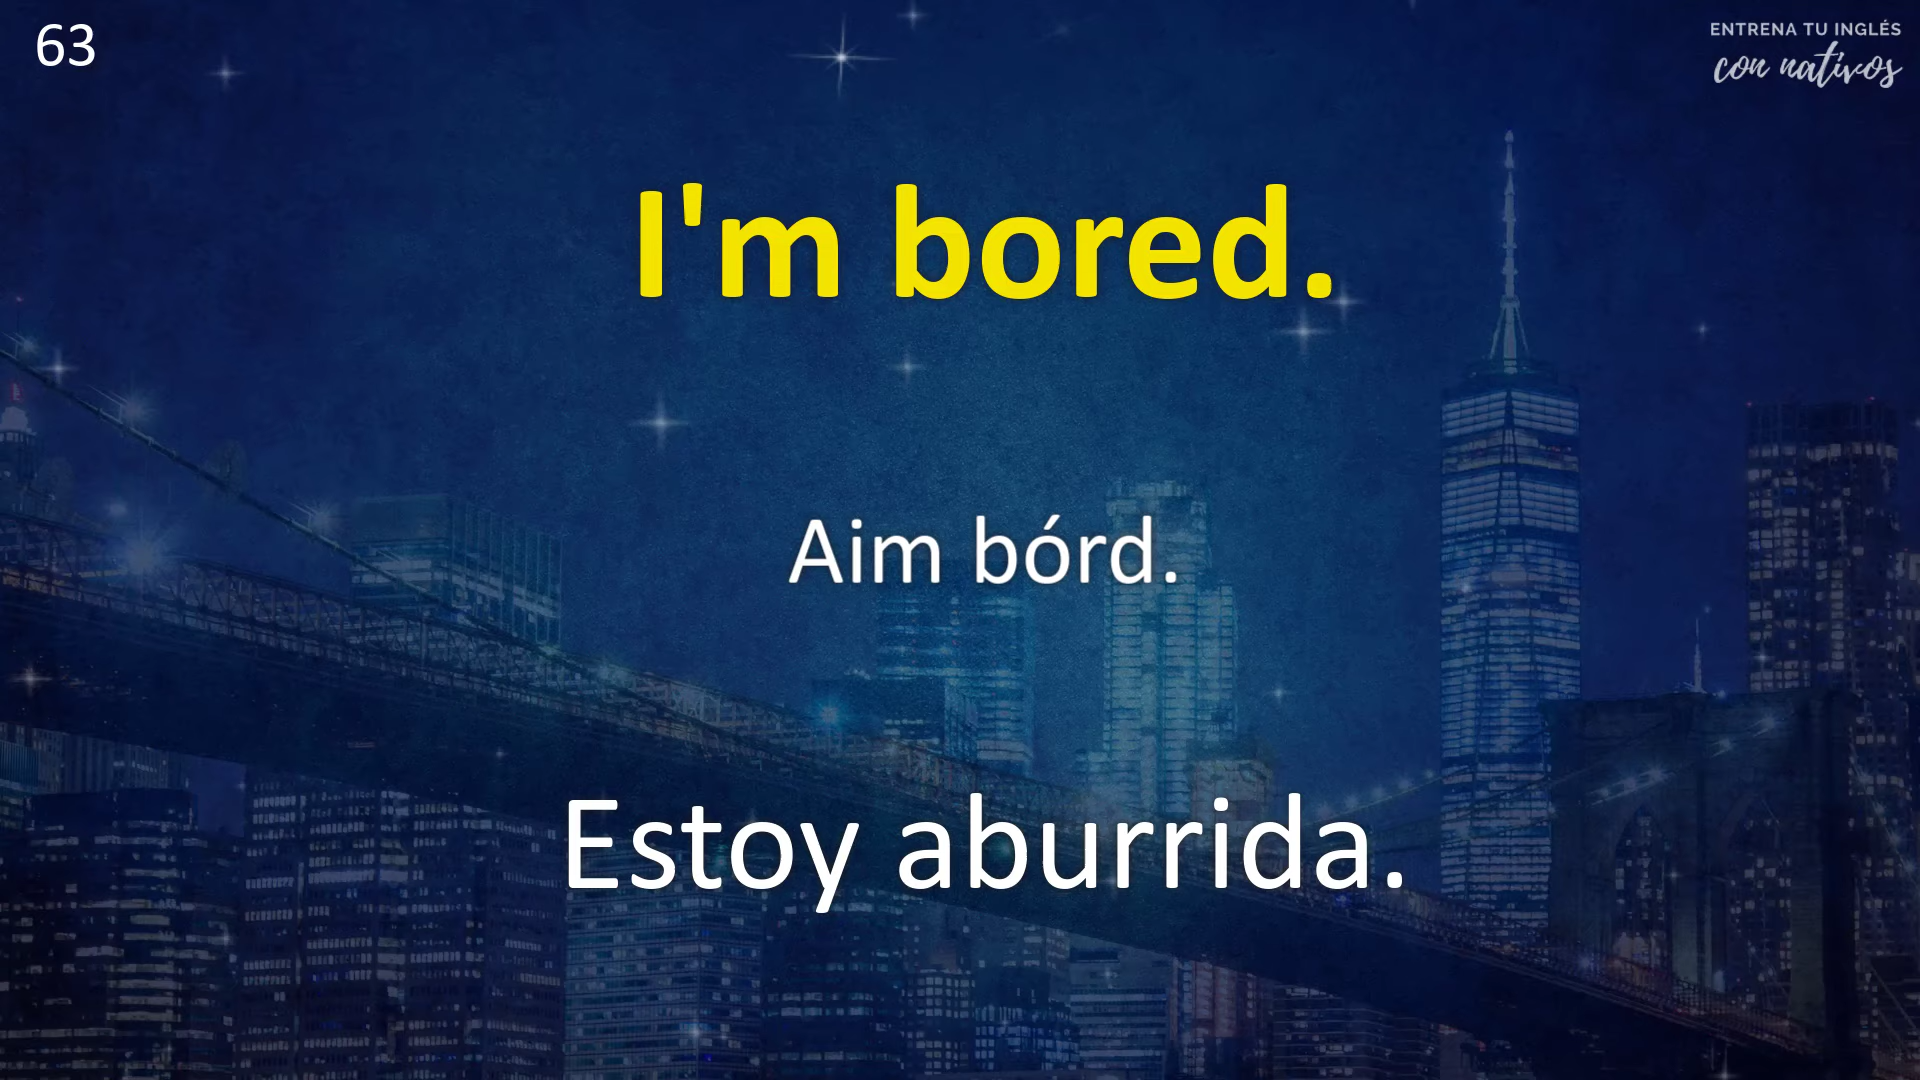 63
ENTRENA TU INGLÉS
con nativos
I'm bored.
Aim bórd.
Estoy aburrida.